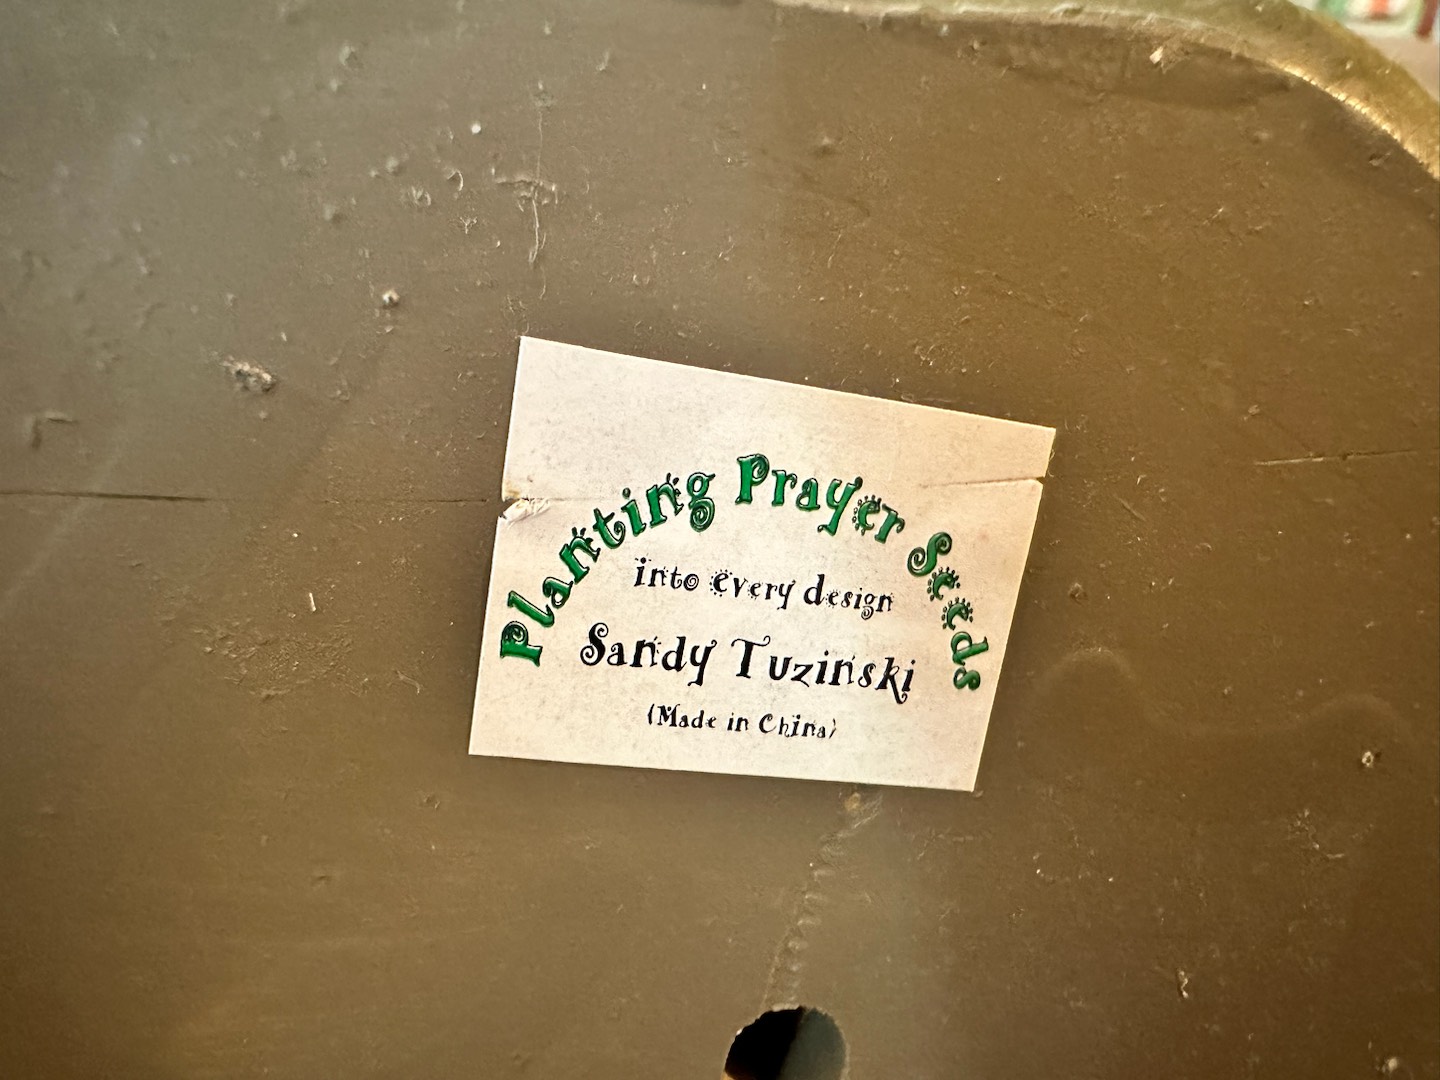 Planting Prayer Seeds
into every design
Sandy Tuzinski
(Made in China)